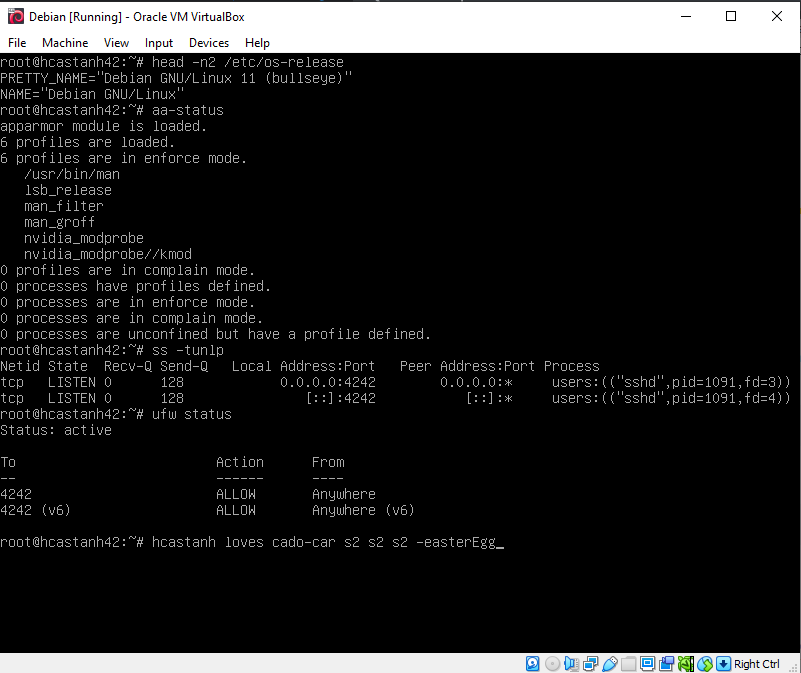 Debian [Running] - Oracle VM VirtualBox
File Machine View Input Devices Help
root@hcastanh42:~# head -n2 /etc/os-release
PRETTY_NAME="Debian GNU/Linux 11 (bullseye)"
NAME="Debian GNU/Linux"
root@hcastanh42:~# aa-status
apparmor module is loaded.
6 profiles are loaded.
6 profiles are in enforce mode.
   /usr/bin/man
   lsb_release
   man_filter
   man_groff
   nvidia_modprobe
   nvidia_modprobe//kmod
0 profiles are in complain mode.
0 processes have profiles defined.
0 processes are in enforce mode.
0 processes are in complain mode.
0 processes are unconfined but have a profile defined.
root@hcastanh42:~# ss -tunlp
Netid State  Recv-Q Send-Q   Local Address:Port   Peer Address:Port Process
tcp   LISTEN 0      128            0.0.0.0:4242        0.0.0.0:*     users:(("sshd",pid=1091,fd=3))
tcp   LISTEN 0      128               [::]:4242           [::]:*     users:(("sshd",pid=1091,fd=4))
root@hcastanh42:~# ufw status
Status: active
To                         Action      From
--                         ------      ----
4242                       ALLOW       Anywhere
4242 (v6)                  ALLOW       Anywhere (v6)
root@hcastanh42:~# hcastanh loves cado-car s2 s2 s2 -easterEgg_
Right Ctrl